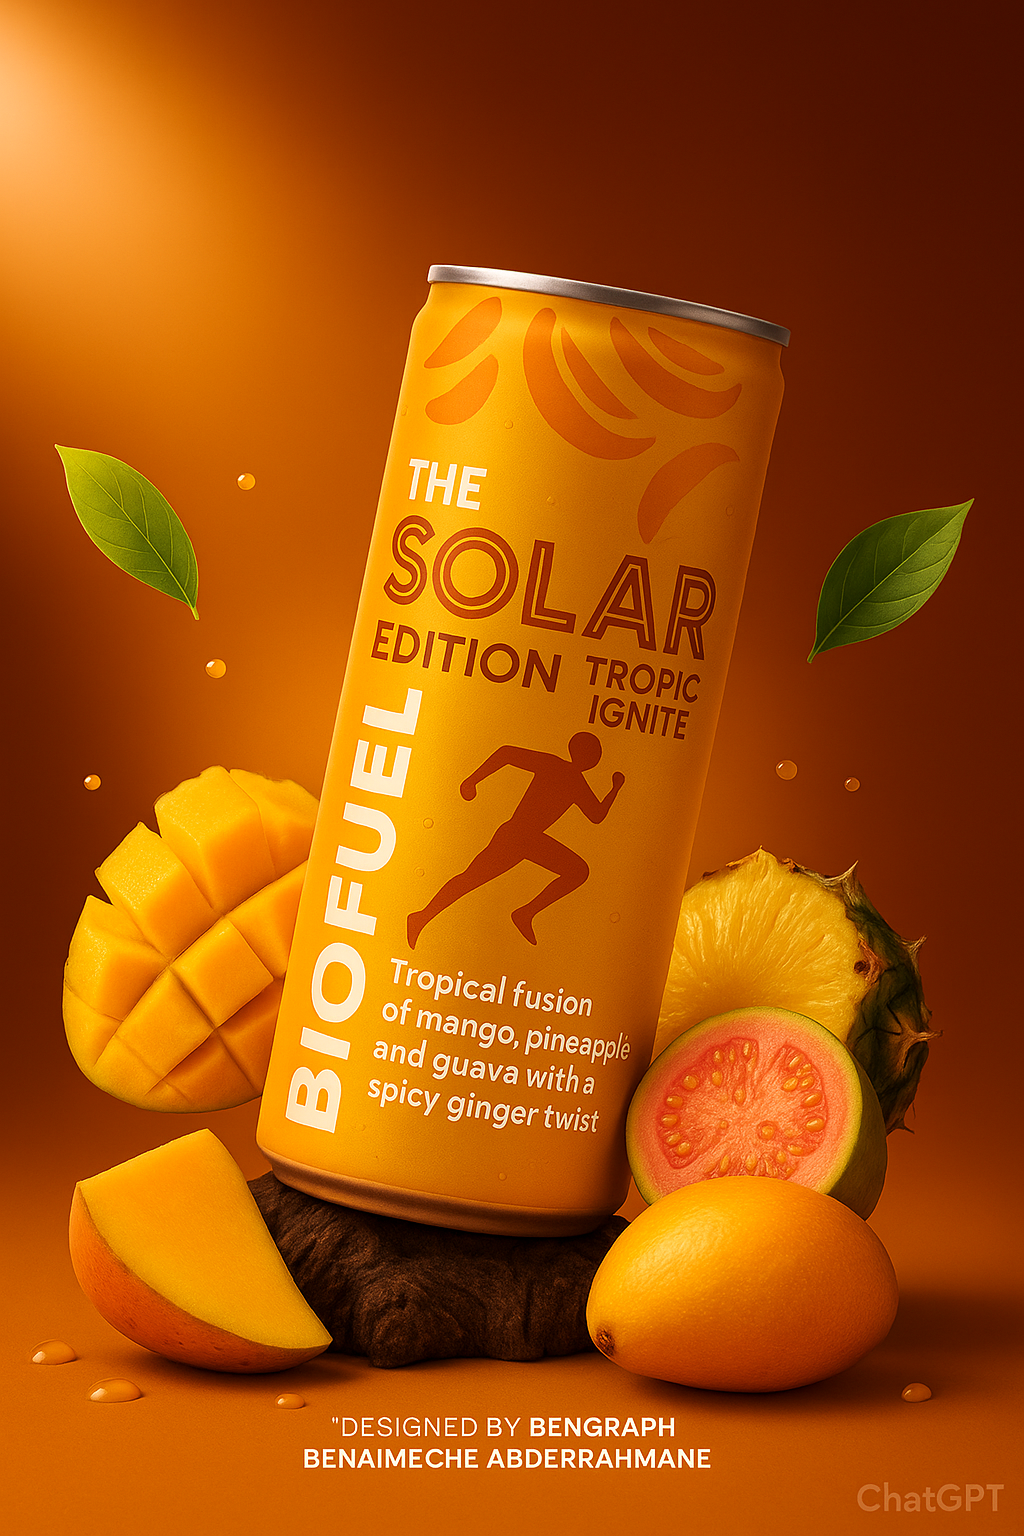 THE
SOLAR
EDITION
TROPIC
IGNITE
BIOFUEL
Tropical fusion
of mango, pineapple
and guava with a
spicy ginger twist
"DESIGNED BY BENGRAPH
BENAIMECHE ABDERRAHMANE
ChatGPT